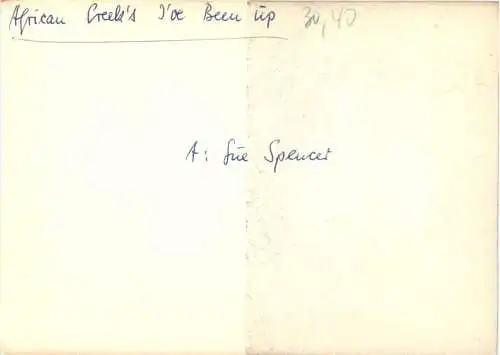 African Creek's I've Been Up 30,40
A: Sue Spencer